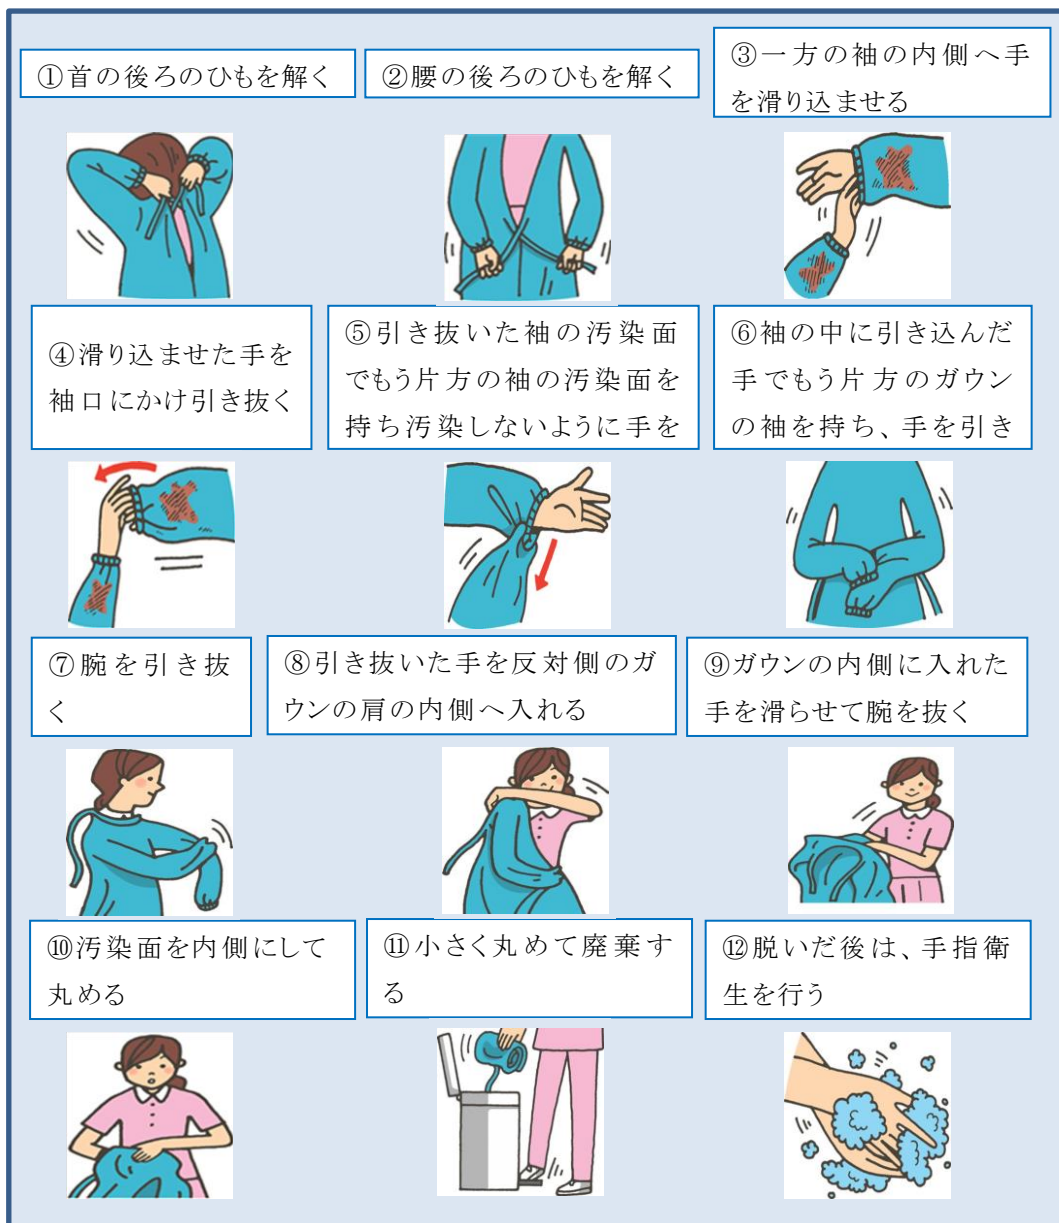 ①首の後ろのひもを解く
②腰の後ろのひもを解く
③一方の袖の内側へ手
を滑り込ませる
④滑り込ませた手を
袖口にかけ引き抜く
⑤引き抜いた袖の汚染面
でもう片方の袖の汚染面を
持ち汚染しないように手を
⑥袖の中に引き込んだ
手でもう片方のガウン
の袖を持ち、手を引き
⑦腕を引き抜
く
⑧引き抜いた手を反対側のガ
ウンの肩の内側へ入れる
⑨ガウンの内側に入れた
手を滑らせて腕を抜く
⑩汚染面を内側にして
丸める
⑪小さく丸めて廃棄す
る
⑫脱いだ後は、手指衛
生を行う